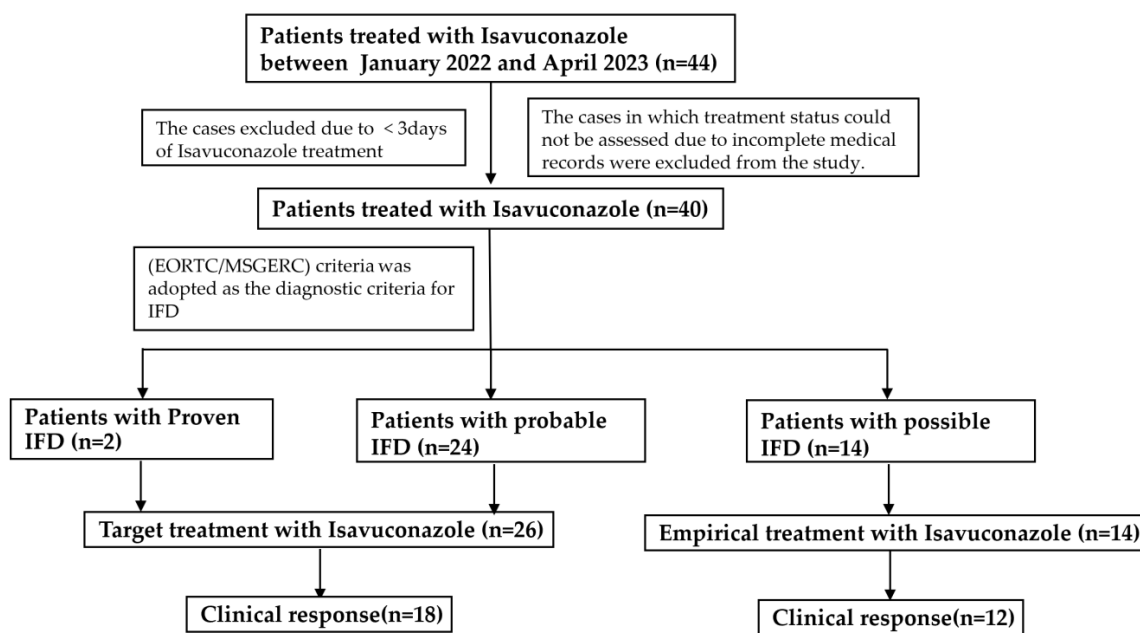 Patients treated with Isavuconazole
between January 2022 and April 2023 (n=44)
The cases excluded due to < 3days
of Isavuconazole treatment
The cases in which treatment status could
not be assessed due to incomplete medical
records were excluded from the study.
Patients treated with Isavuconazole (n=40)
(EORTC/MSGERC) criteria was
adopted as the diagnostic criteria for
IFD
Patients with Proven
IFD (n=2)
Patients with probable
IFD (n=24)
Patients with possible
IFD (n=14)
Target treatment with Isavuconazole (n=26)
Empirical treatment with Isavuconazole (n=14)
Clinical response(n=18)
Clinical response(n=12)